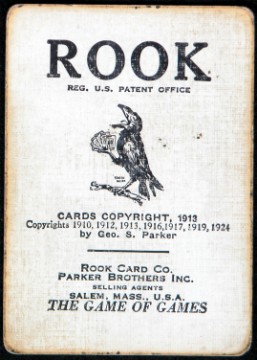 ROOK
REG. U.S. PATENT OFFICE
CARDS COPYRIGHT, 1913
Copyrights 1910, 1912, 1913, 1916,1917, 1919, 1924
by Geo. S. Parker
ROOK CARD CO.
PARKER BROTHERS INC.
SELLING AGENTS
SALEM, MASS., U.S.A.
THE GAME OF GAMES